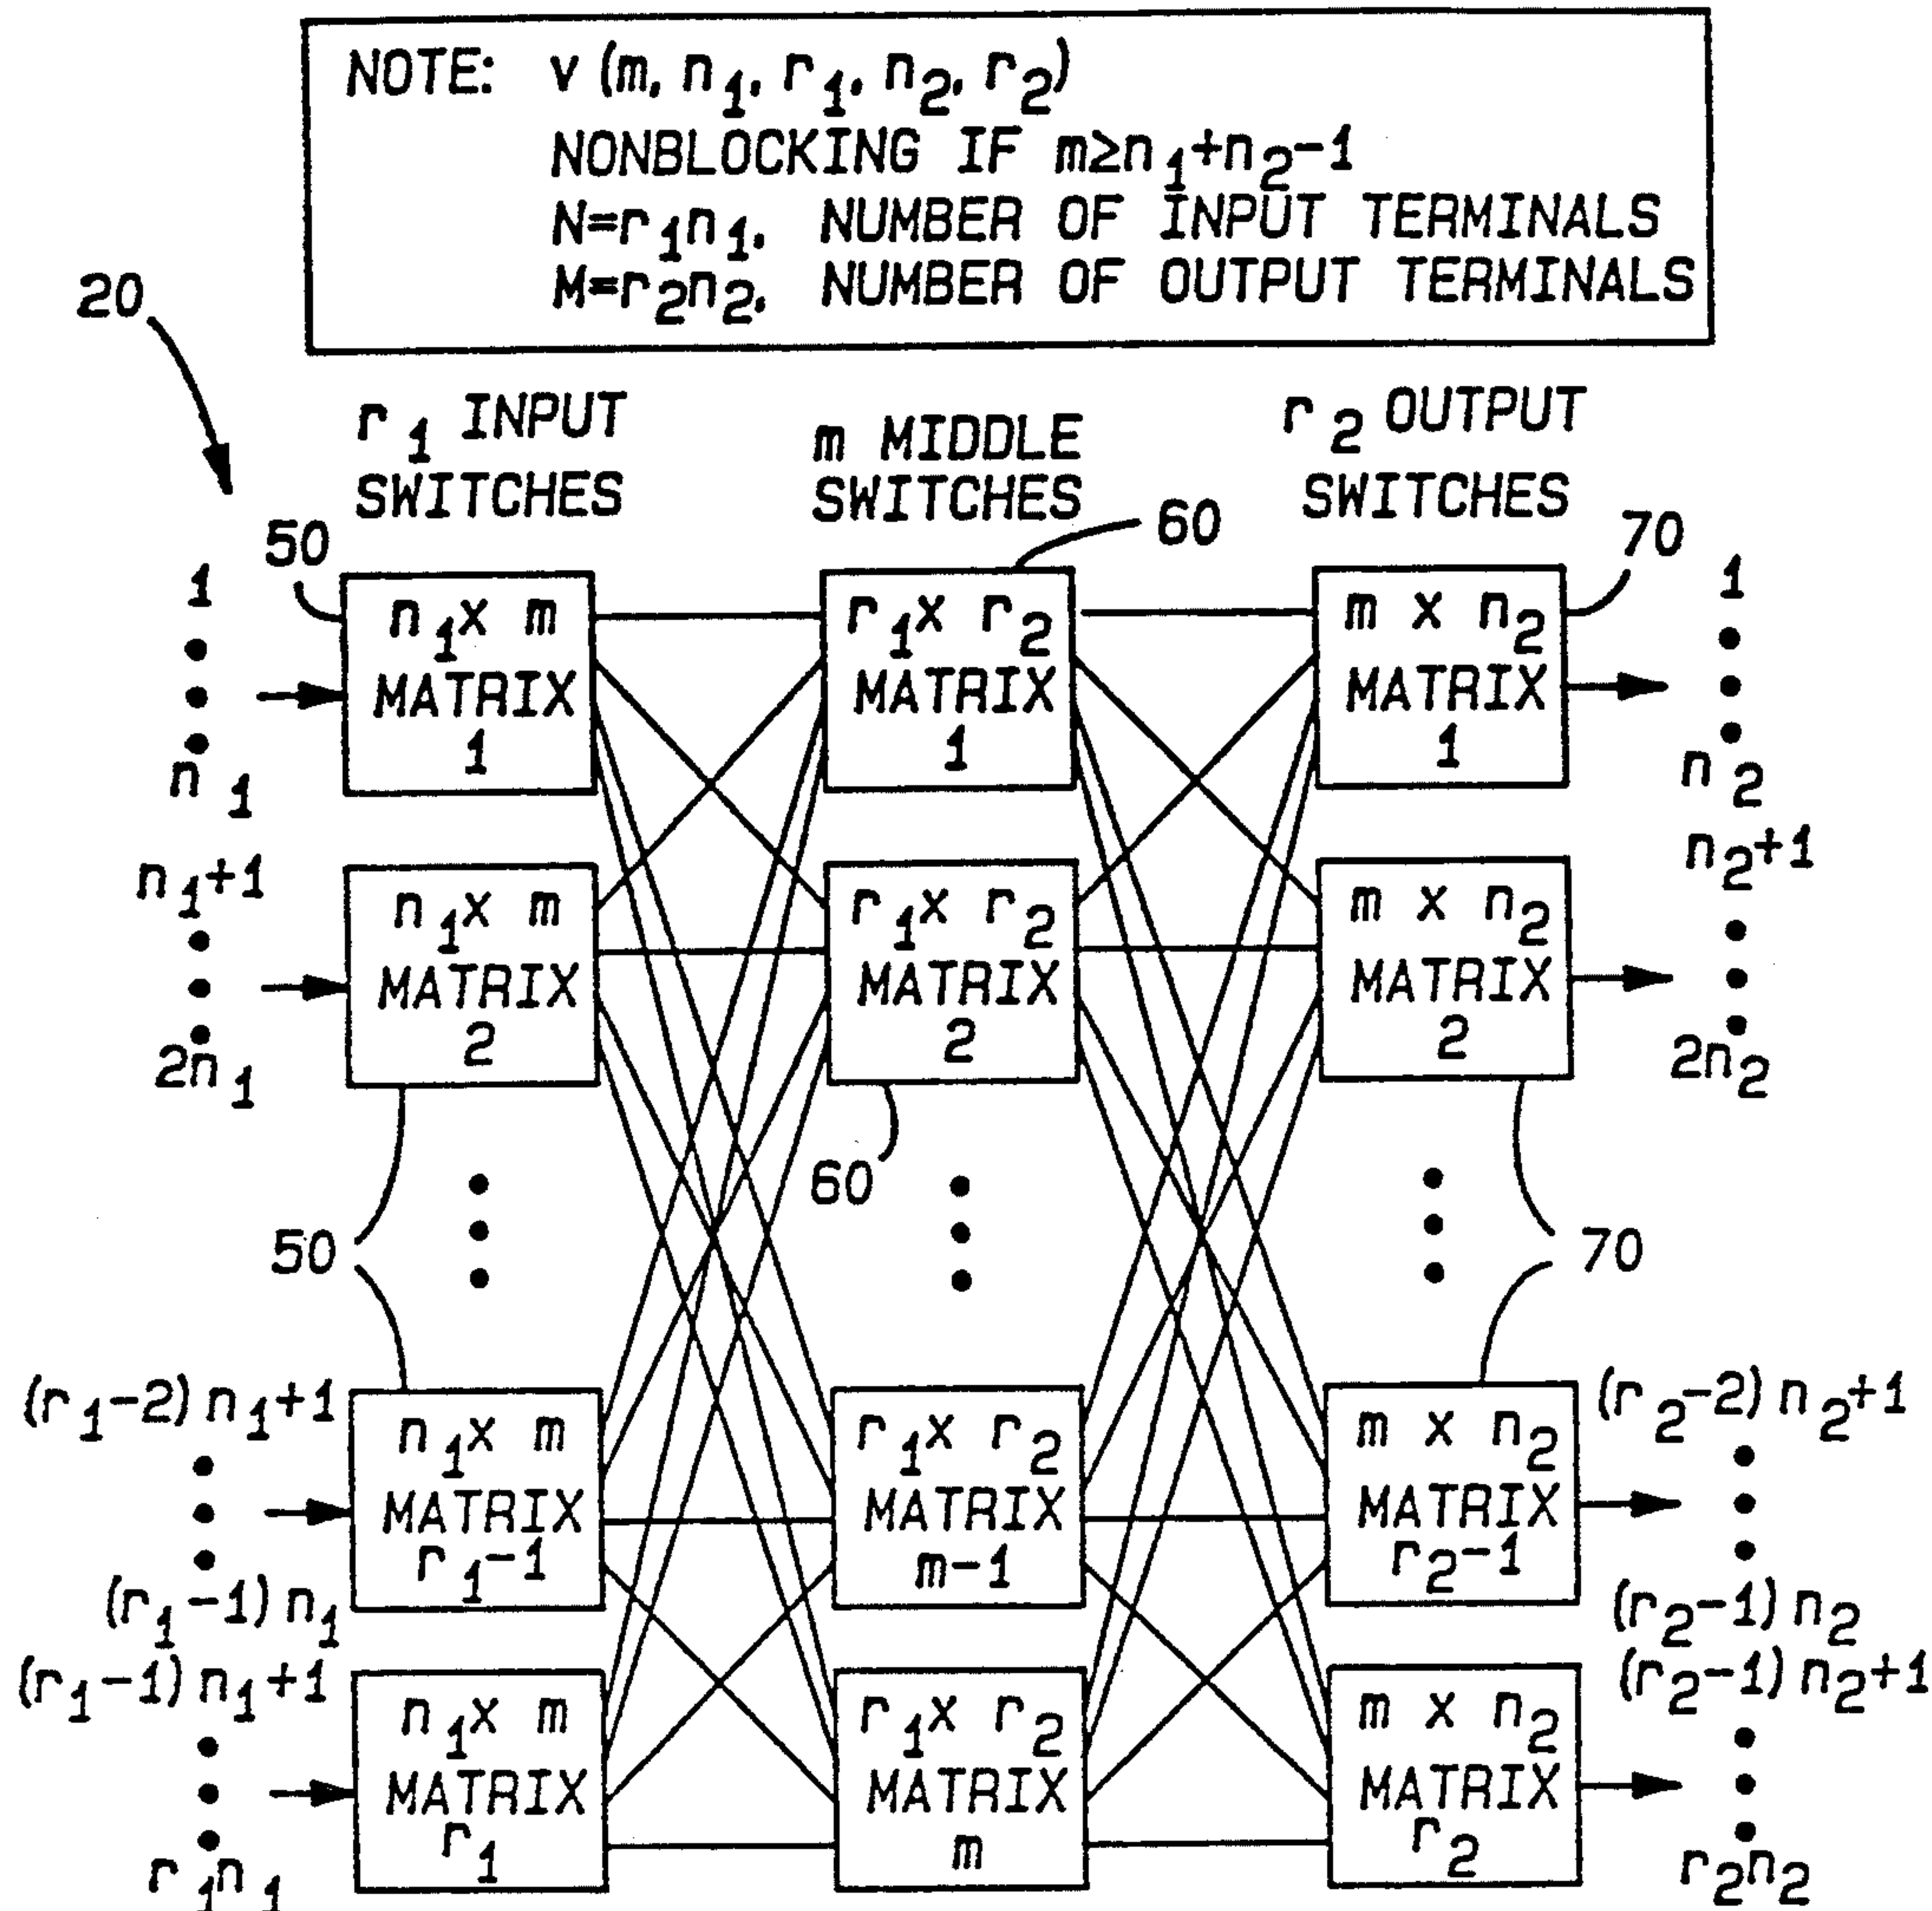 NOTE: v (m, n1, r1, n2, r2)
NONBLOCKING IF m≥n1+n2-1
N=r1n1, NUMBER OF INPUT TERMINALS
M=r2n2, NUMBER OF OUTPUT TERMINALS
20
r1 INPUT
SWITCHES
m MIDDLE
SWITCHES
r2 OUTPUT
SWITCHES
50
60
70
1
n1
n1 x m
MATRIX
1
r1 x r2
MATRIX
1
m x n2
MATRIX
1
1
n2
n1+1
2n1
n1 x m
MATRIX
2
r1 x r2
MATRIX
2
m x n2
MATRIX
2
n2+1
2n2
50
60
70
(r1-2) n1+1
(r1-1) n1
n1 x m
MATRIX
r1-1
r1 x r2
MATRIX
m-1
m x n2
MATRIX
r2-1
(r2-2) n2+1
(r2-1) n2
(r1-1) n1+1
r1n1
n1 x m
MATRIX
r1
r1 x r2
MATRIX
m
m x n2
MATRIX
r2
(r2-1) n2+1
r2n2